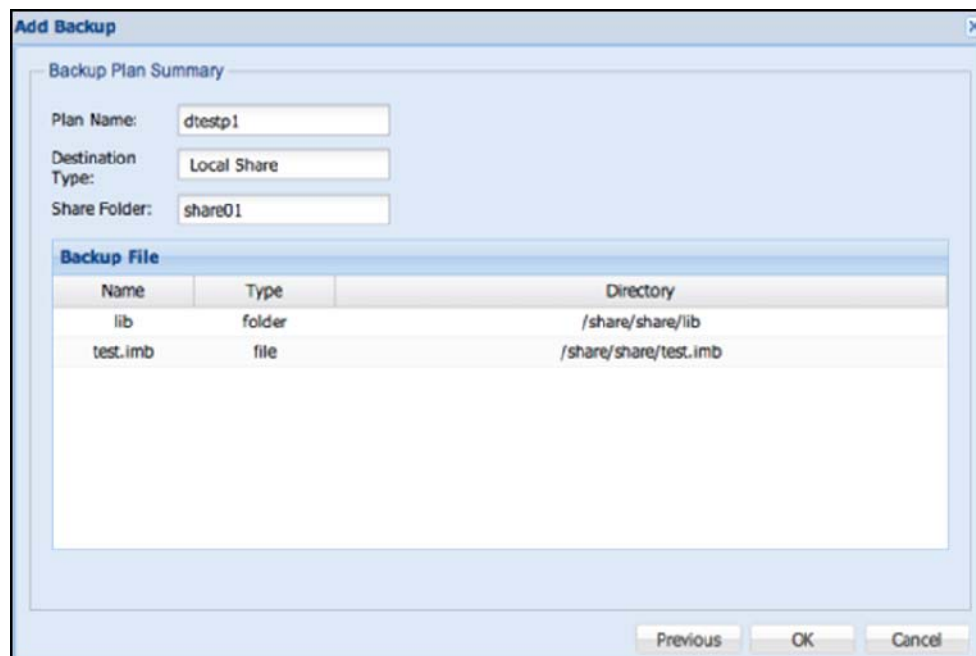 Add Backup
Backup Plan Summary
Plan Name: dtestp1
Destination Type: Local Share
Share Folder: share01
Backup File
Name Type Directory
lib folder /share/share/lib
test.imb file /share/share/test.imb
Previous OK Cancel